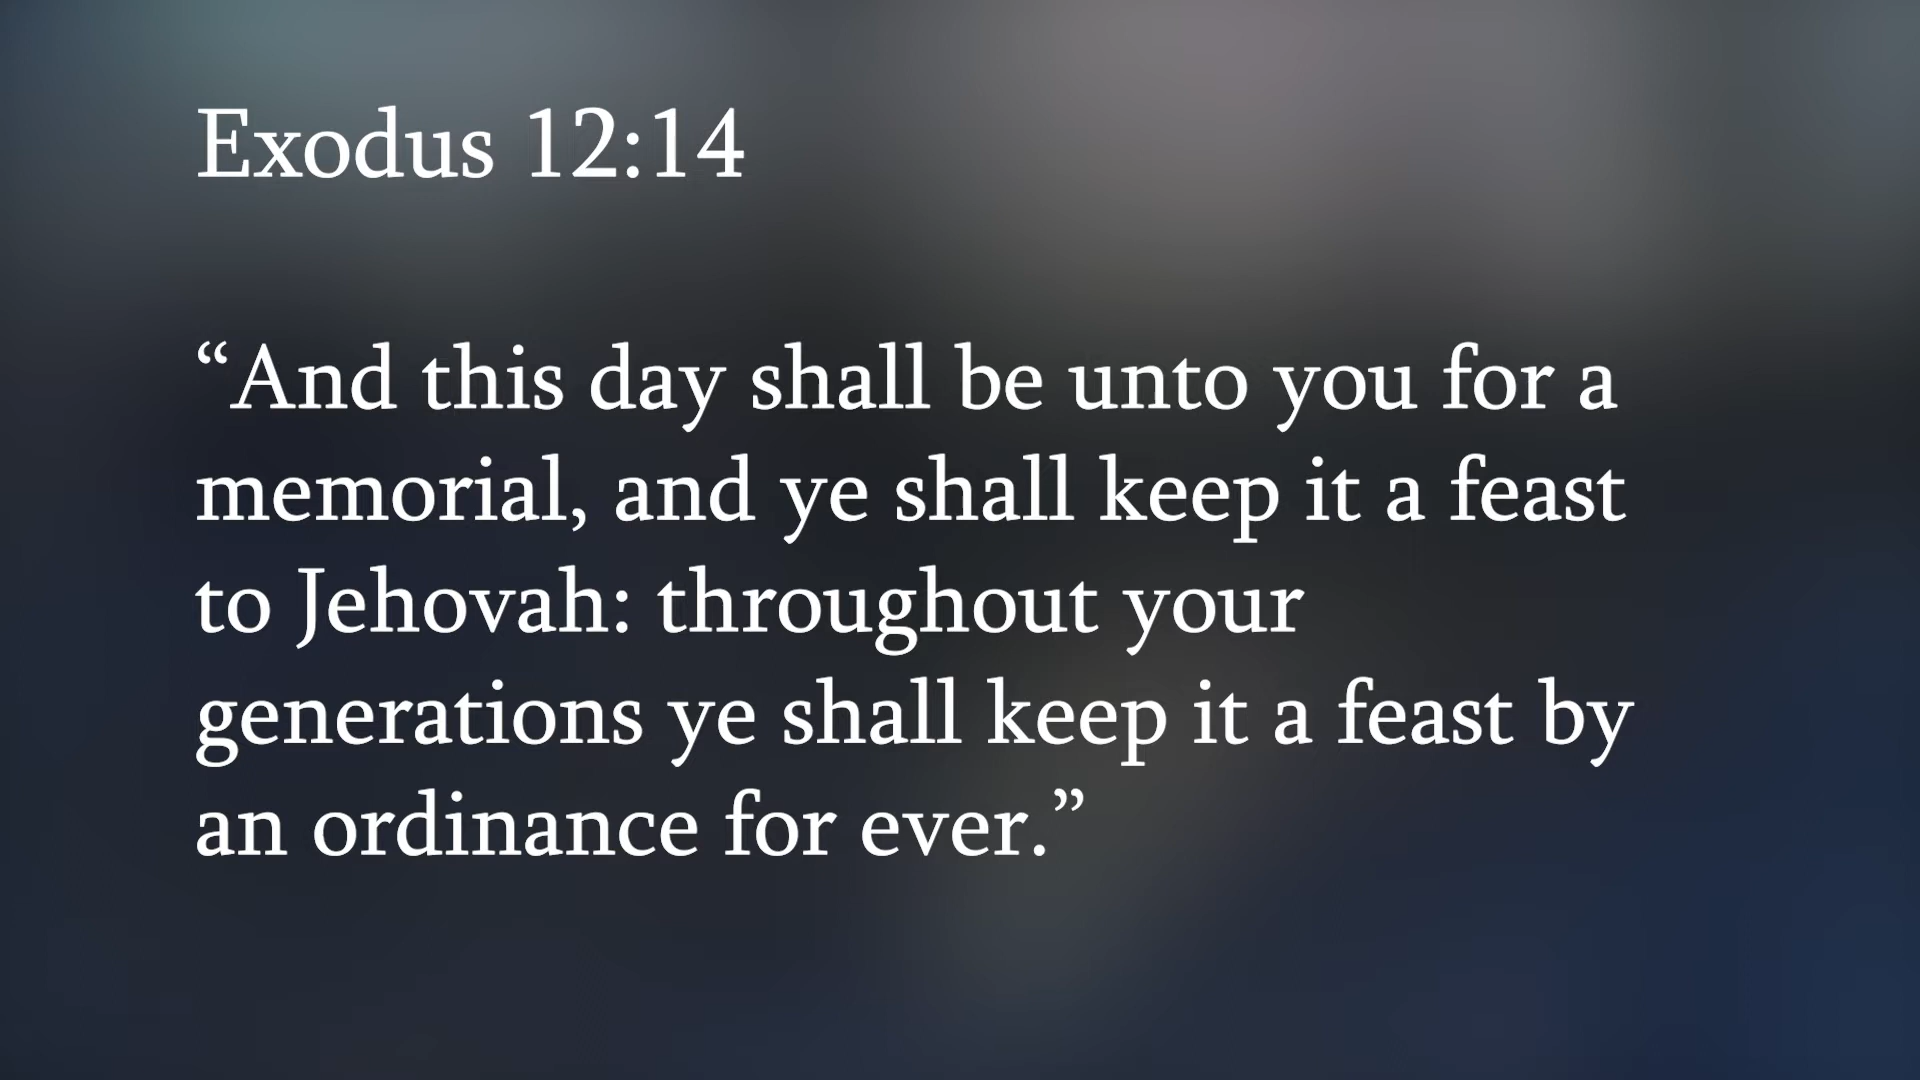 Exodus 12:14
“And this day shall be unto you for a
memorial, and ye shall keep it a feast
to Jehovah: throughout your
generations ye shall keep it a feast by
an ordinance for ever.”